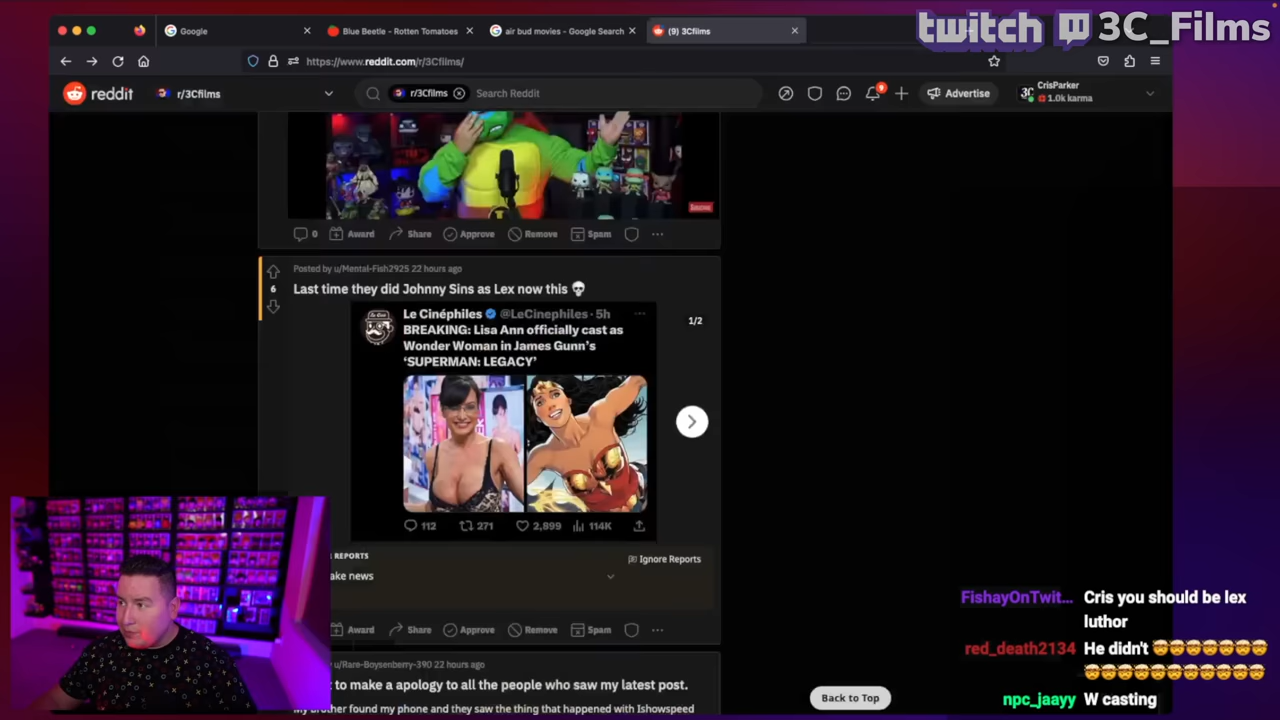 twitch 3C_Films
Google
Blue Beetle - Rotten Tomatoes
air bud movies - Google Search
(9) 3Cfilms
https://www.reddit.com/r/3Cfilms/
reddit
r/3Cfilms
r/3Cfilms
Search Reddit
9
Advertise
3C
CrisParker
1.0k karma
SUBSCRIBE
0 Award Share Approve Remove Spam
Posted by u/Mental-Fish2925 22 hours ago
6
Last time they did Johnny Sins as Lex now this 💀
Le Cinéphiles @LeCinephiles · 5h
1/2
BREAKING: Lisa Ann officially cast as
Wonder Woman in James Gunn's
'SUPERMAN: LEGACY'
112 271 2,899 114K
REPORTS
Ignore Reports
ake news
Award Share Approve Remove Spam
u/Rare-Boysenberry-390 22 hours ago
t to make a apology to all the people who saw my latest post.
My brother found my phone and they saw the thing that happened with Ishowspeed
Back to Top
FishayOnTwit... Cris you should be lex
luthor
red_death2134 He didn't 🤯🤯🤯🤯🤯🤯🤯
🤯🤯🤯🤯🤯🤯🤯🤯🤯🤯🤯
npc_jaayy W casting